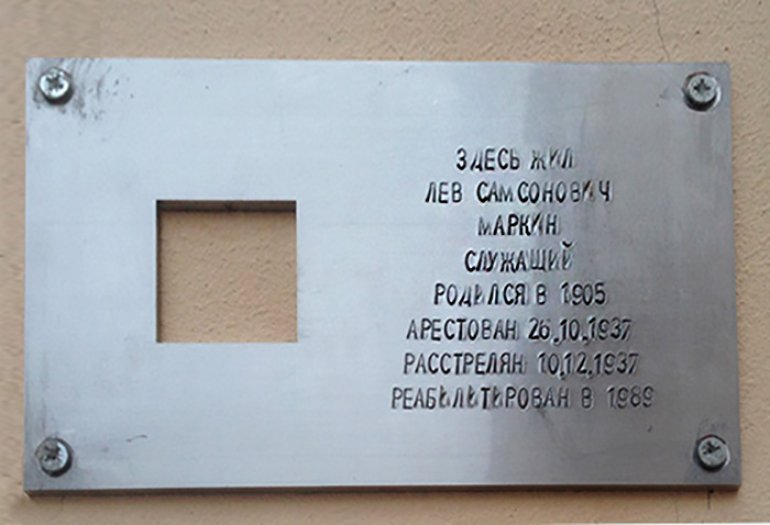 ЗДЕСЬ ЖИЛ
ЛЕВ САМСОНОВИЧ
МАРКИН
СЛУЖАЩИЙ
РОДИЛСЯ В 1905
АРЕСТОВАН 26.10.1937
РАССТРЕЛЯН 10.12.1937
РЕАБИЛИТИРОВАН В 1989